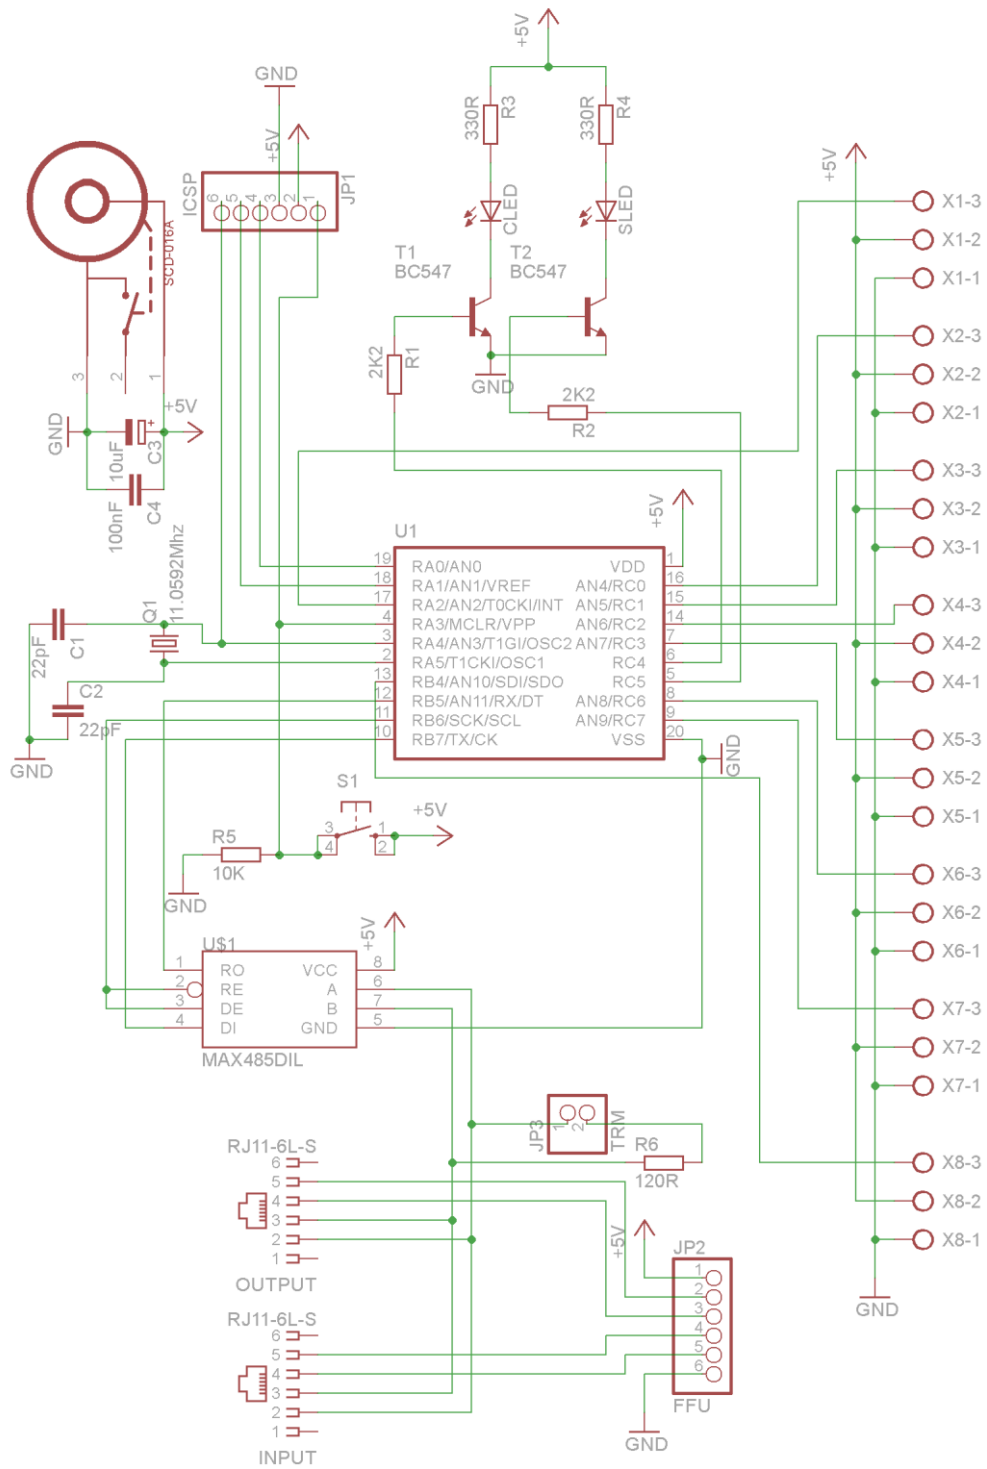 +5V
GND
330R
R3
330R
R4
+5V
ICSP
6
5
4
3
2
1
JP1
CLED
SLED
SCD-016A
T1
BC547
T2
BC547
3
2
1
GND
+5V
+
10uF
C3
100nF
C4
2K2
R1
GND
2K2
R2
+5V
X1-3
X1-2
X1-1
X2-3
X2-2
X2-1
X3-3
X3-2
X3-1
X4-3
X4-2
X4-1
X5-3
X5-2
X5-1
X6-3
X6-2
X6-1
X7-3
X7-2
X7-1
X8-3
X8-2
X8-1
GND
U1
+5V
19 RA0/AN0 VDD 1
18 RA1/AN1/VREF AN4/RC0 16
17 RA2/AN2/T0CKI/INT AN5/RC1 15
4 RA3/MCLR/VPP AN6/RC2 14
3 RA4/AN3/T1GI/OSC2 AN7/RC3 7
2 RA5/T1CKI/OSC1 RC4 6
13 RB4/AN10/SDI/SDO RC5 5
12 RB5/AN11/RX/DT AN8/RC6 8
11 RB6/SCK/SCL AN9/RC7 9
10 RB7/TX/CK VSS 20
GND
Q1
11.0592Mhz
22pF
C1
C2
22pF
GND
S1
3
4
1
2
+5V
R5
10K
GND
U$1
+5V
1 RO VCC 8
2 RE A 6
3 DE B 7
4 DI GND 5
MAX485DIL
JP3
1
2
TRM
R6
120R
RJ11-6L-S
6
5
4
3
2
1
OUTPUT
RJ11-6L-S
6
5
4
3
2
1
INPUT
+5V
JP2
1
2
3
4
5
6
FFU
GND